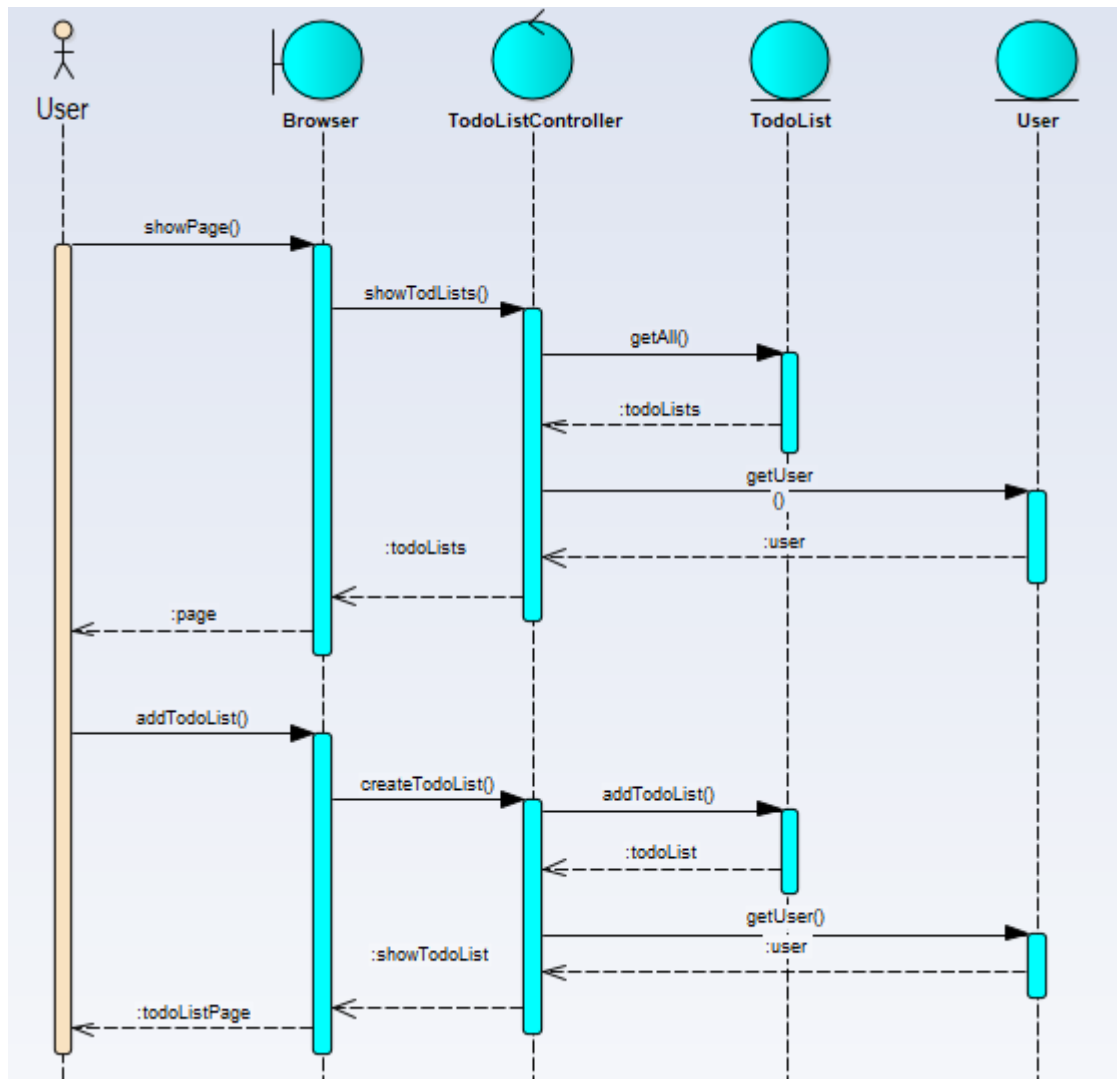 User
Browser
TodoListController
TodoList
User
showPage()
showTodLists()
getAll()
:todoLists
getUser
()
:user
:todoLists
:page
addTodoList()
createTodoList()
addTodoList()
:todoList
getUser()
:user
:showTodoList
:todoListPage